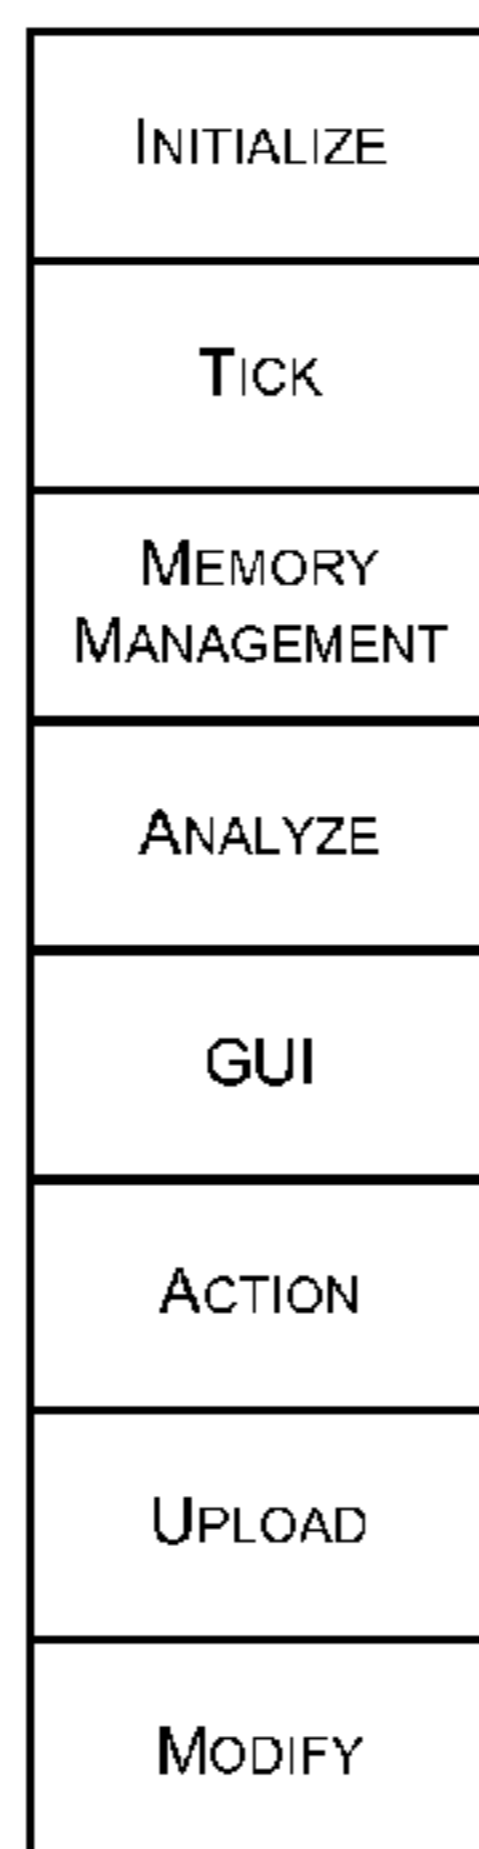 INITIALIZE
TICK
MEMORY
MANAGEMENT
ANALYZE
GUI
ACTION
UPLOAD
MODIFY